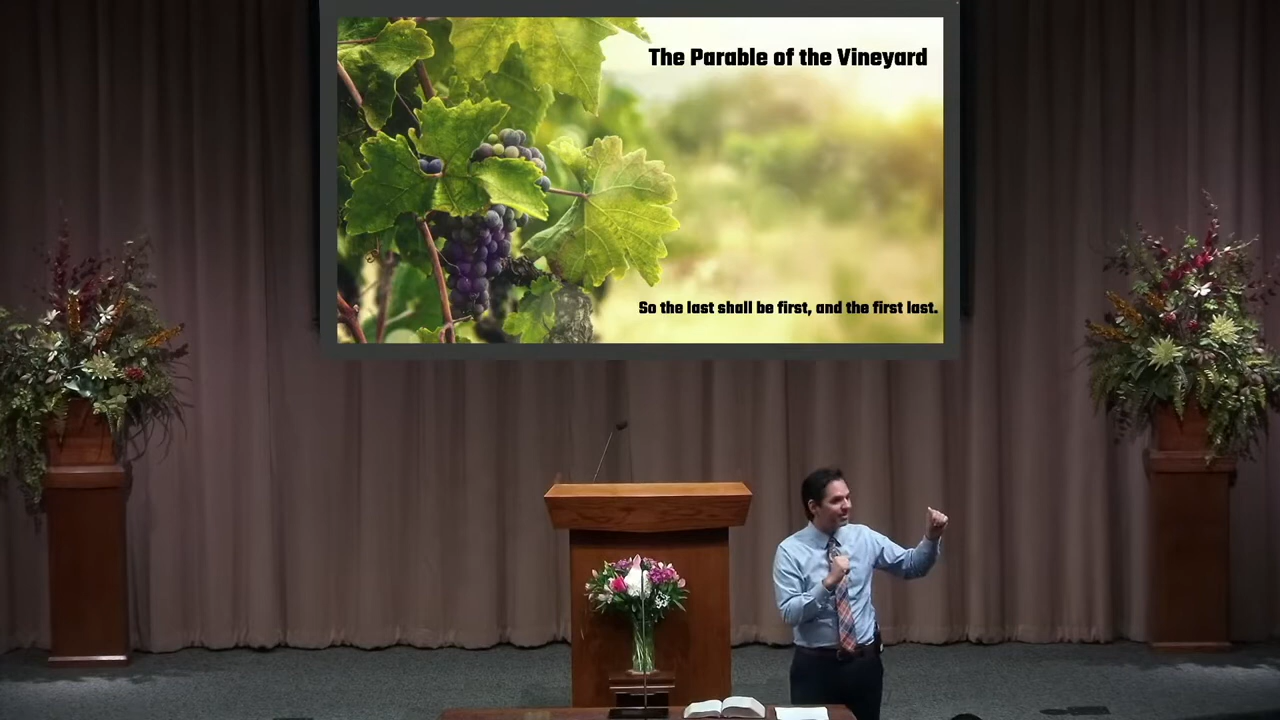 The Parable of the Vineyard
So the last shall be first, and the first last.